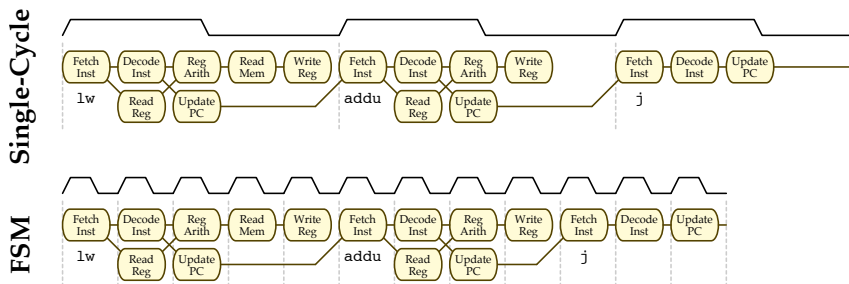 Single-Cycle
Fetch Inst
Decode Inst
Reg Arith
Read Mem
Write Reg
Fetch Inst
Decode Inst
Reg Arith
Write Reg
Fetch Inst
Decode Inst
Update PC
lw
Read Reg
Update PC
addu
Read Reg
Update PC
j
FSM
Fetch Inst
Decode Inst
Reg Arith
Read Mem
Write Reg
Fetch Inst
Decode Inst
Reg Arith
Write Reg
Fetch Inst
Decode Inst
Update PC
lw
Read Reg
Update PC
addu
Read Reg
Update PC
j